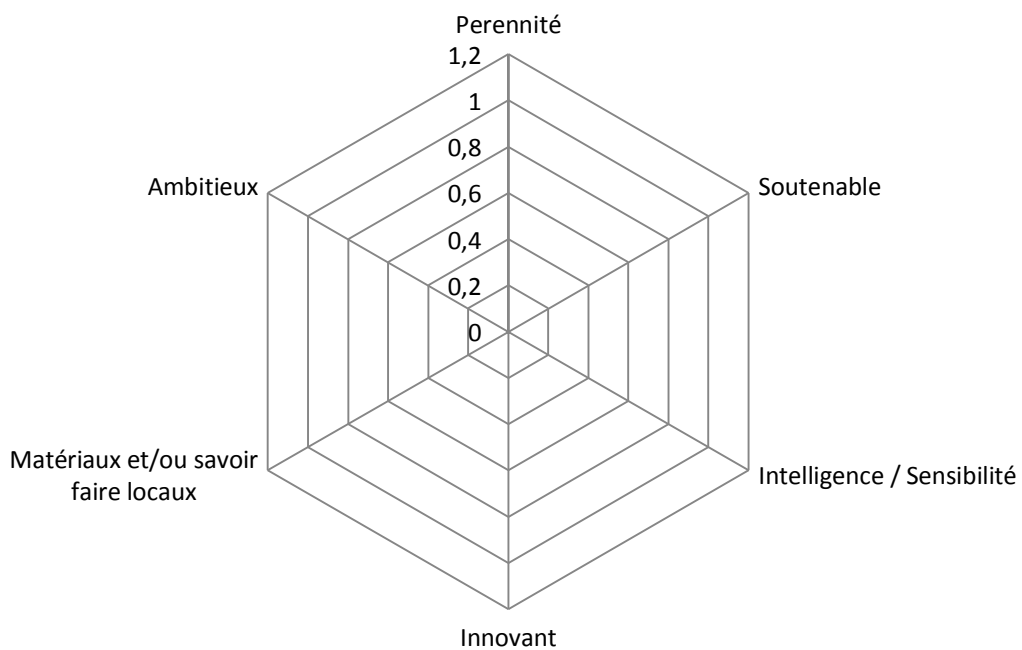 Perennité
1,2
1
0,8
0,6
0,4
0,2
0
Ambitieux
Soutenable
Matériaux et/ou savoir
faire locaux
Intelligence / Sensibilité
Innovant